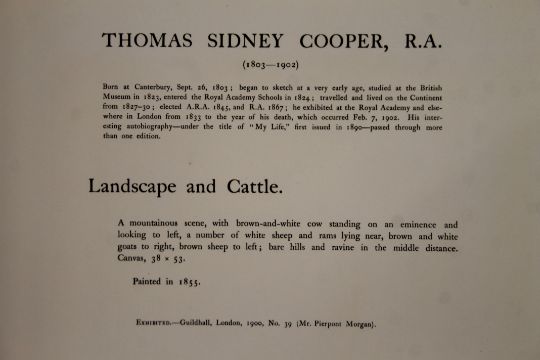 THOMAS SIDNEY COOPER, R.A.
(1803—1902)
Born at Canterbury, Sept. 26, 1803; began to sketch at a very early age, studied at the British
Museum in 1823, entered the Royal Academy Schools in 1824; travelled and lived on the Continent
from 1827-30; elected A.R.A. 1845, and R.A. 1867; he exhibited at the Royal Academy and else-
where in London from 1833 to the year of his death, which occurred Feb. 7, 1902. His inter-
esting autobiography—under the title of "My Life," first issued in 1890—passed through more
than one edition.
Landscape and Cattle.
A mountainous scene, with brown-and-white cow standing on an eminence and
looking to left, a number of white sheep and rams lying near, brown and white
goats to right, brown sheep to left; bare hills and ravine in the middle distance.
Canvas, 38 × 53.
Painted in 1855.
EXHIBITED.—Guildhall, London, 1900, No. 39 (Mr. Pierpont Morgan).